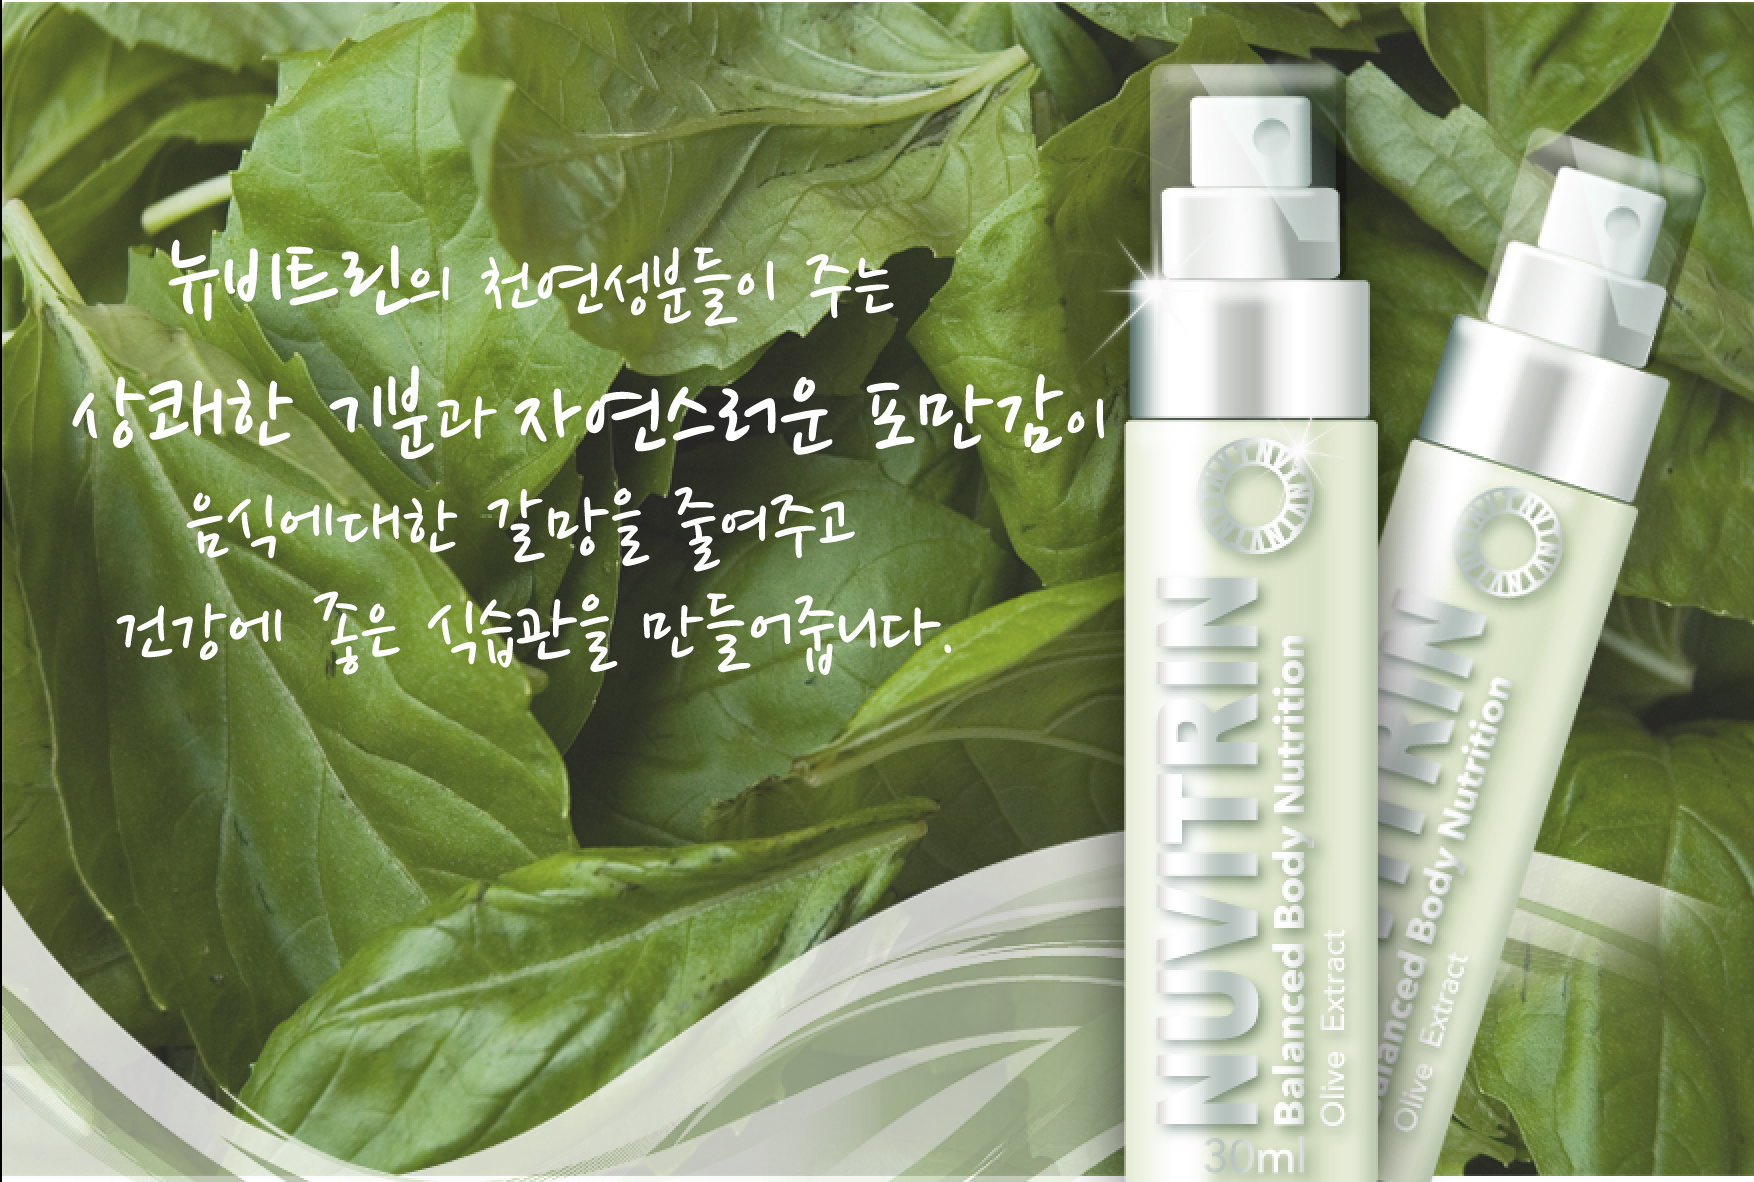 뉴비트린의 천연성분들이 주는
상쾌한 기분과 자연스러운 포만감이
음식에대한 갈망을 줄여주고
건강에 좋은 식습관을 만들어줍니다.
NUVITRIN
Balanced Body Nutrition
Olive Extract
30ml
TRIN
Balanced Body Nutrition
Olive Extract